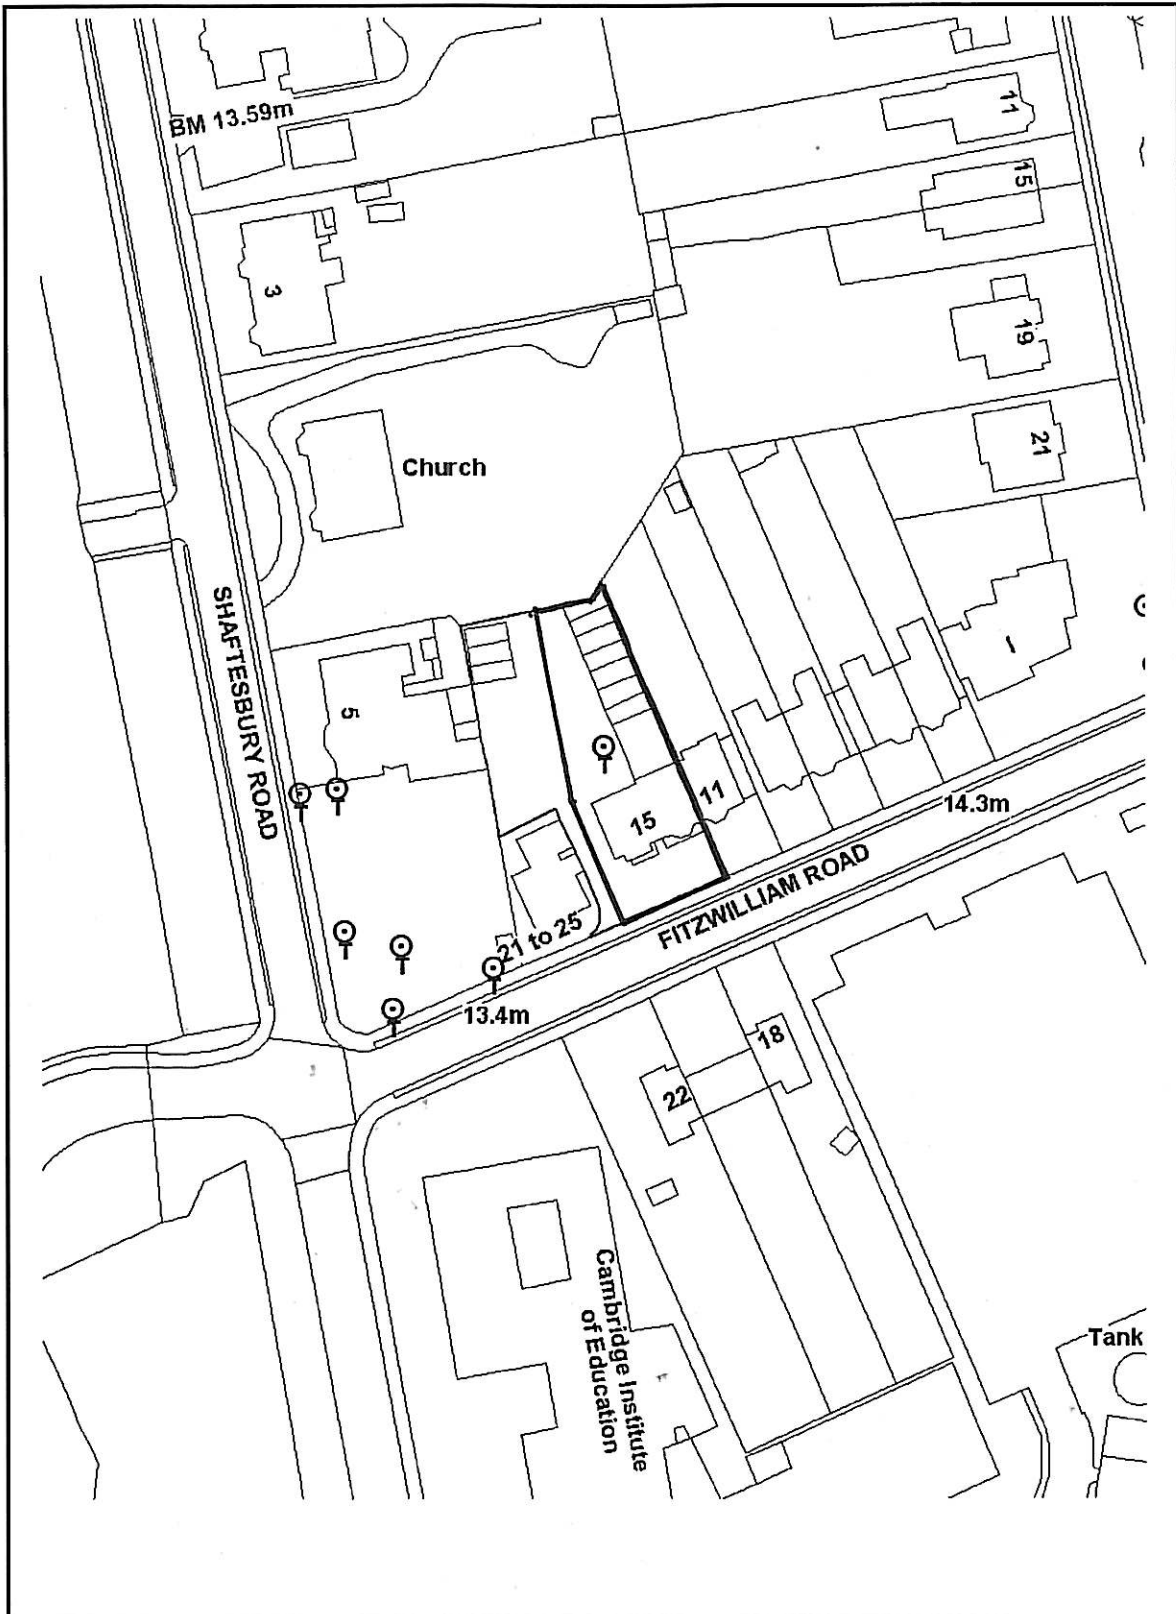 BM 13.59m
11
15
3
19
21
Church
SHAFTESBURY ROAD
1
5
11
15
14.3m
FITZWILLIAM ROAD
21 to 25
13.4m
18
22
Cambridge Institute
of Education
Tank